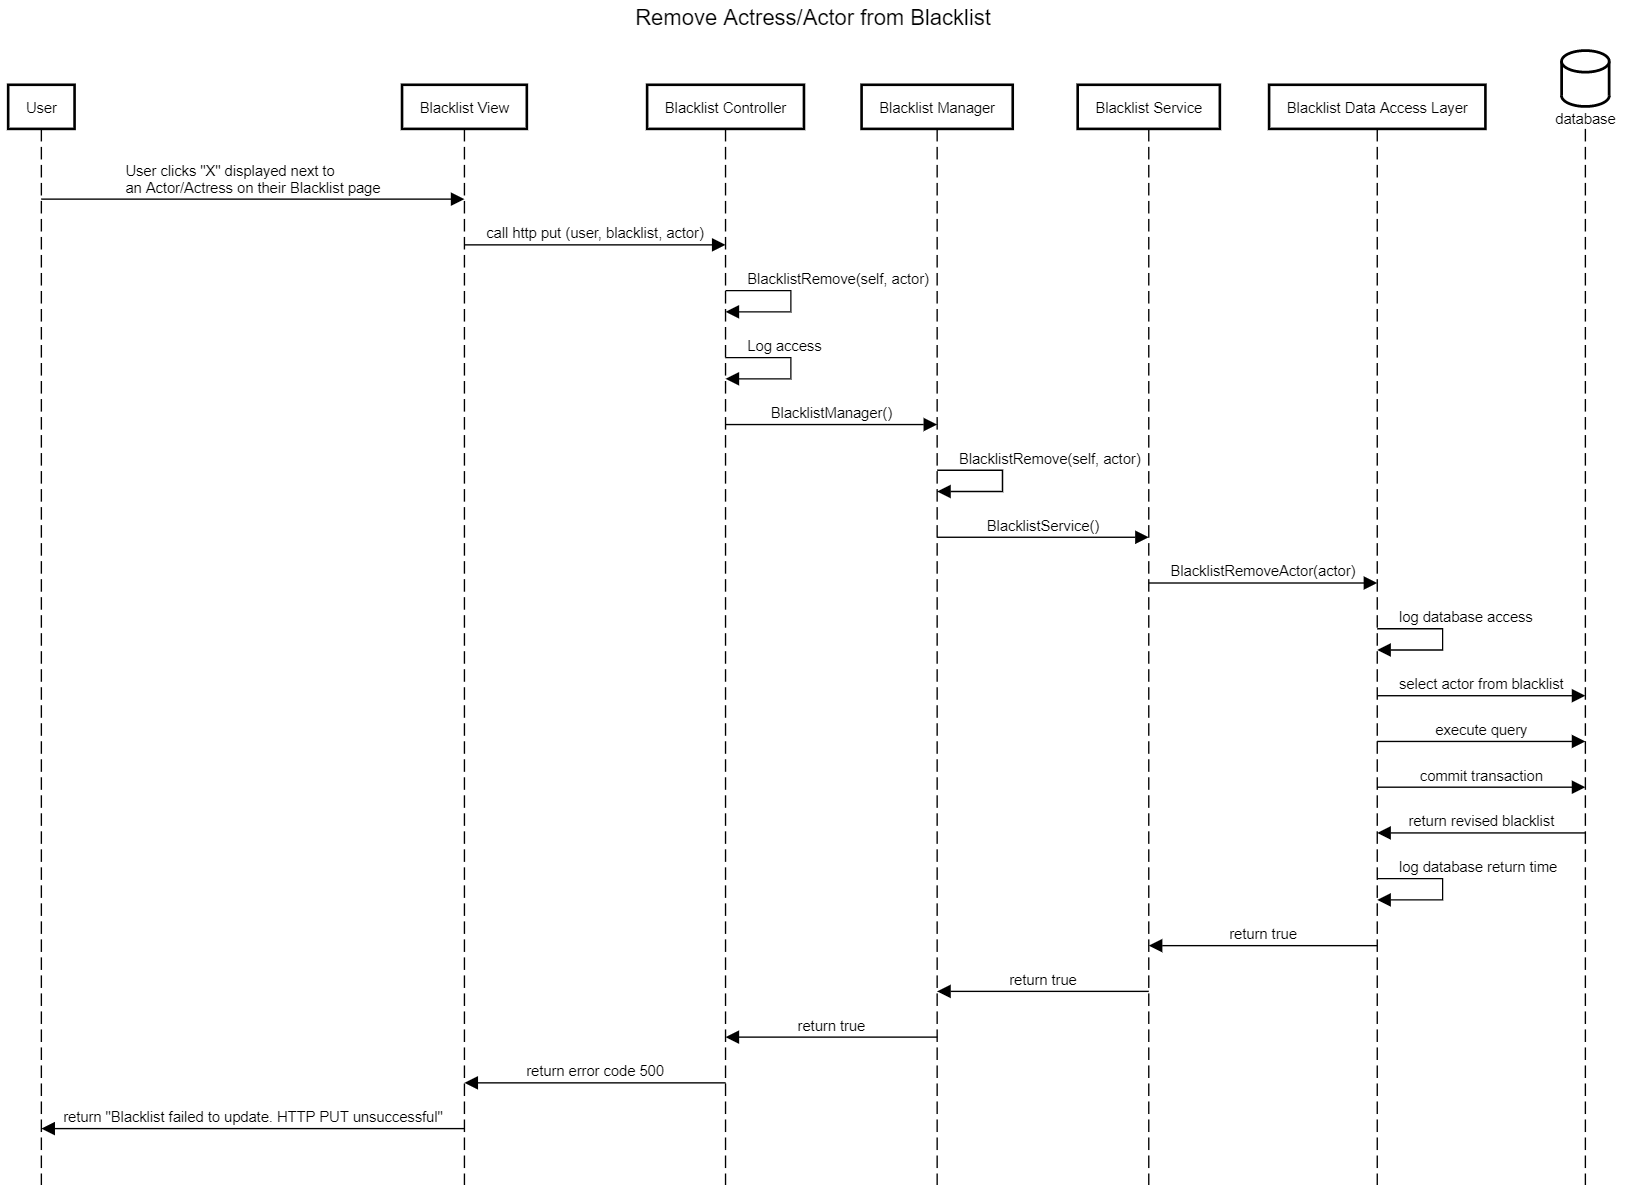 Remove Actress/Actor from Blacklist
User
Blacklist View
Blacklist Controller
Blacklist Manager
Blacklist Service
Blacklist Data Access Layer
database
User clicks "X" displayed next to
an Actor/Actress on their Blacklist page
call http put (user, blacklist, actor)
BlacklistRemove(self, actor)
Log access
BlacklistManager()
BlacklistRemove(self, actor)
BlacklistService()
BlacklistRemoveActor(actor)
log database access
select actor from blacklist
execute query
commit transaction
return revised blacklist
log database return time
return true
return true
return true
return error code 500
return "Blacklist failed to update. HTTP PUT unsuccessful"